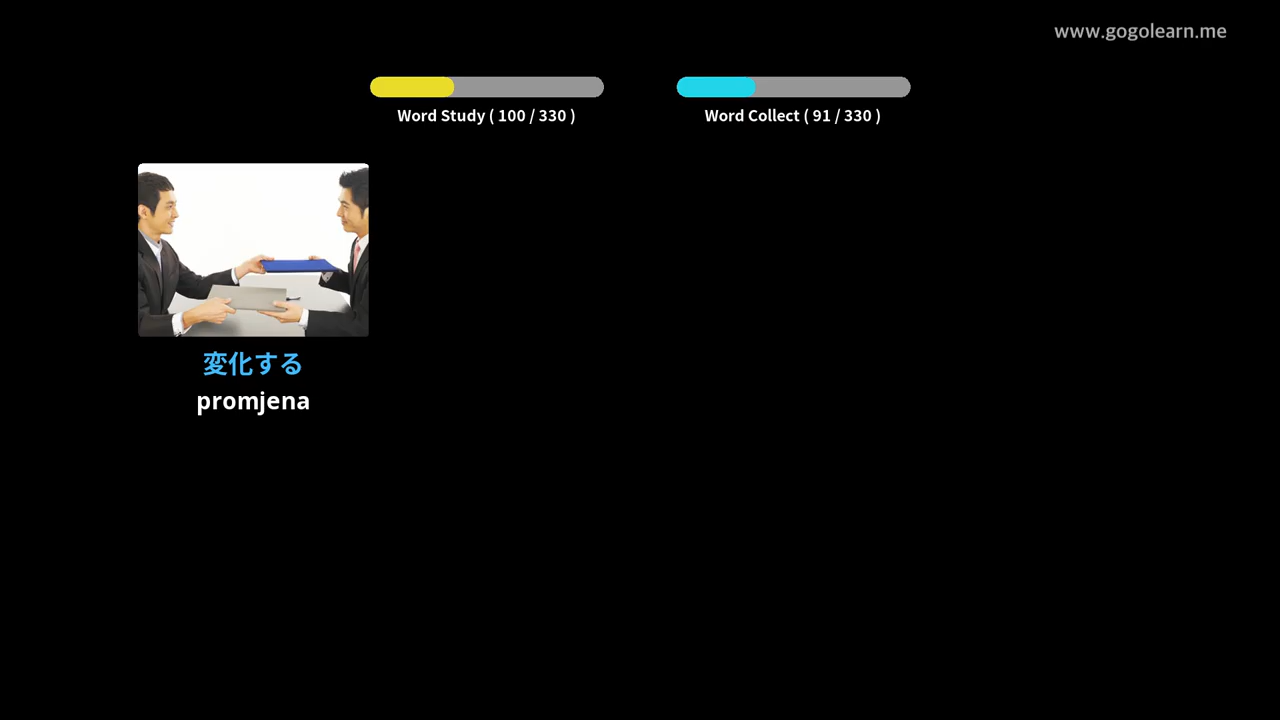 www.gogolearn.me
Word Study ( 100 / 330 )
Word Collect ( 91 / 330 )
変化する
promjena